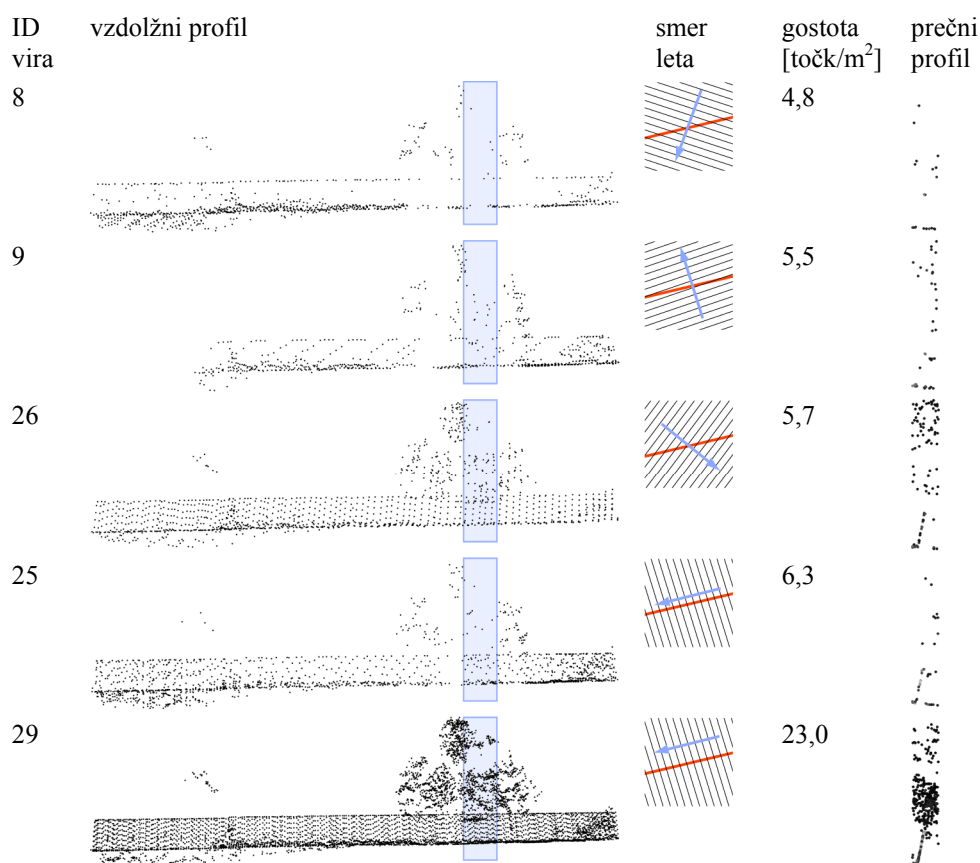 ID vzdolžni profil smer gostota prečni
vira leta [točk/m²] profil
8 4,8
9 5,5
26 5,7
25 6,3
29 23,0